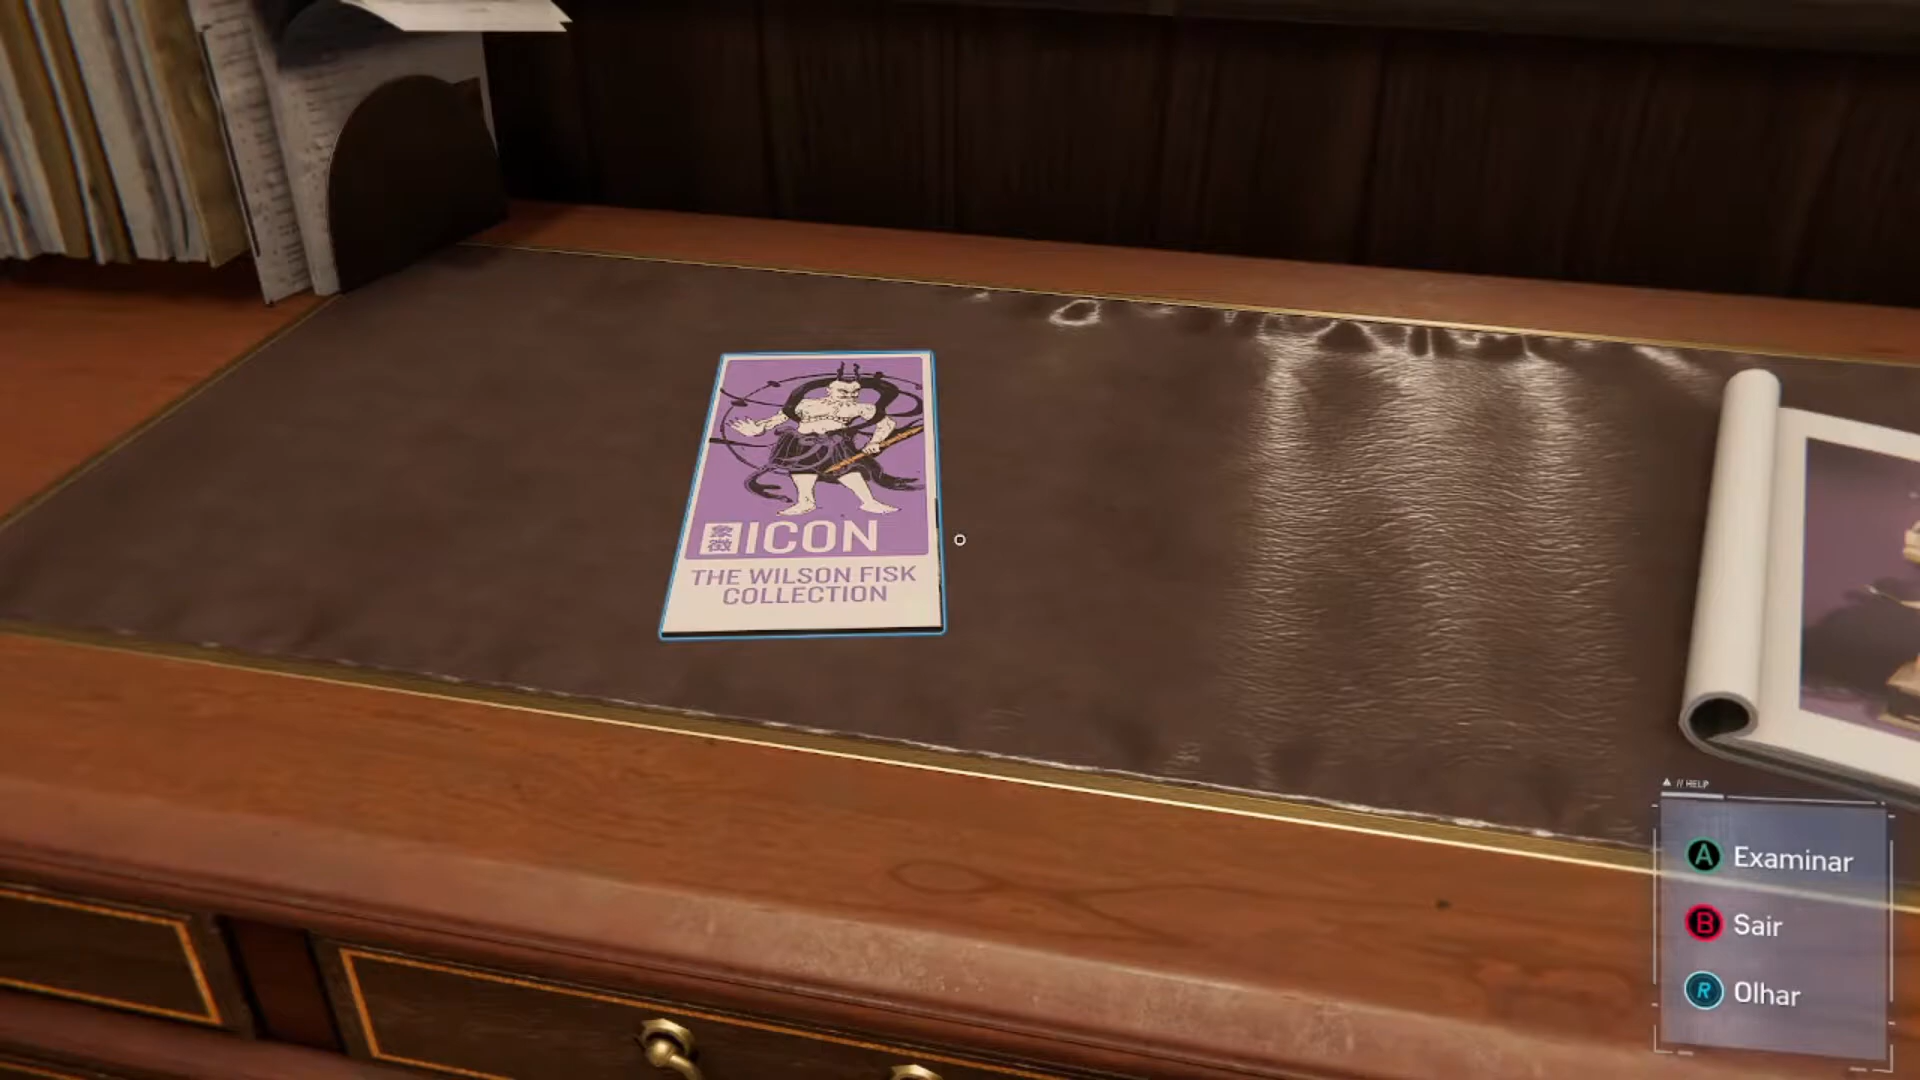 ICON
THE WILSON FISK
COLLECTION
// HELP
A Examinar
B Sair
R Olhar